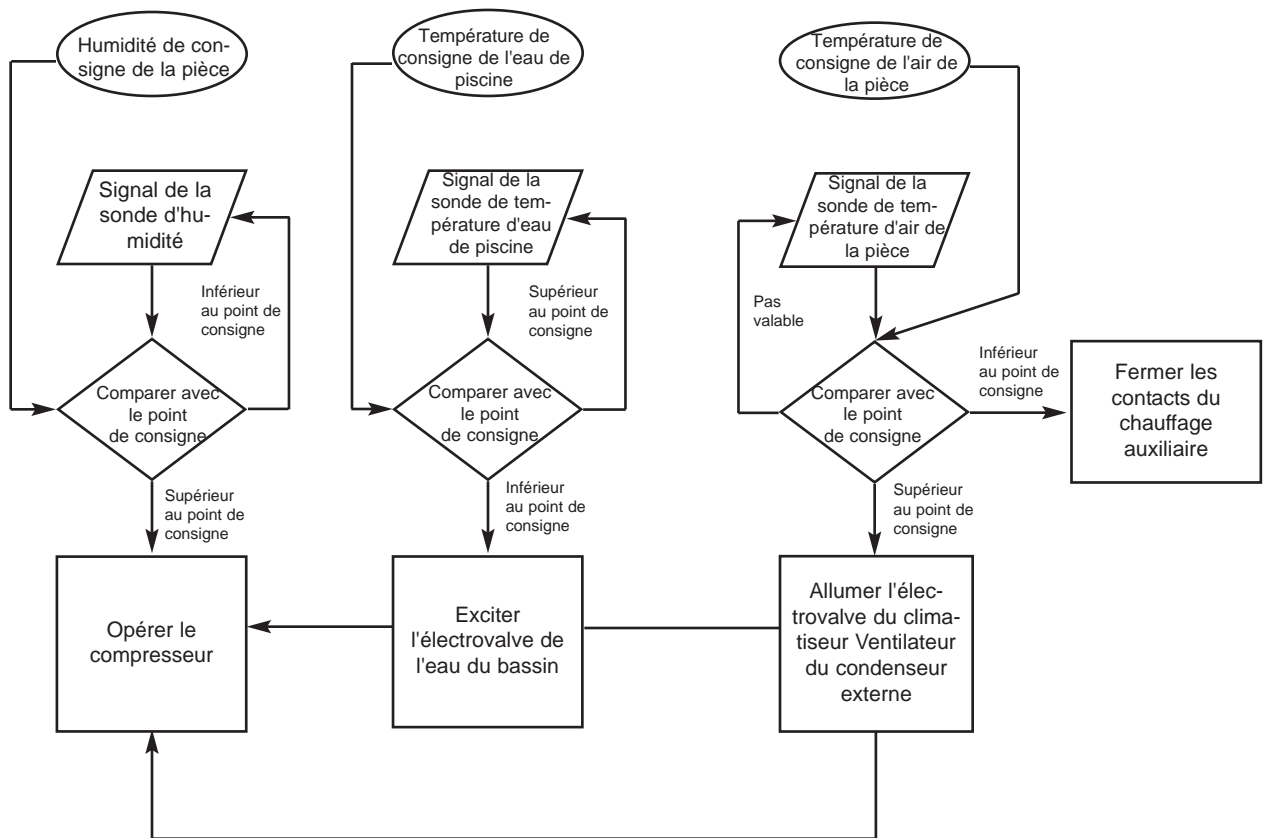 Humidité de con-
signe de la pièce
Température de
consigne de l'eau de
piscine
Température de
consigne de l'air de
la pièce
Signal de la
sonde d'hu-
midité
Signal de la
sonde de tem-
pérature d'eau
de piscine
Signal de la
sonde de tem-
pérature d'air de
la pièce
Inférieur
au point de
consigne
Supérieur
au point de
consigne
Pas
valable
Comparer avec
le point
de consigne
Comparer avec
le point
de consigne
Comparer avec
le point
de consigne
Inférieur
au point de
consigne
Fermer les
contacts du
chauffage
auxiliaire
Supérieur
au point de
consigne
Inférieur
au point de
consigne
Supérieur
au point de
consigne
Opérer le
compresseur
Exciter
l'électrovalve de
l'eau du bassin
Allumer l'élec-
trovalve du clima-
tiseur Ventilateur
du condenseur
externe